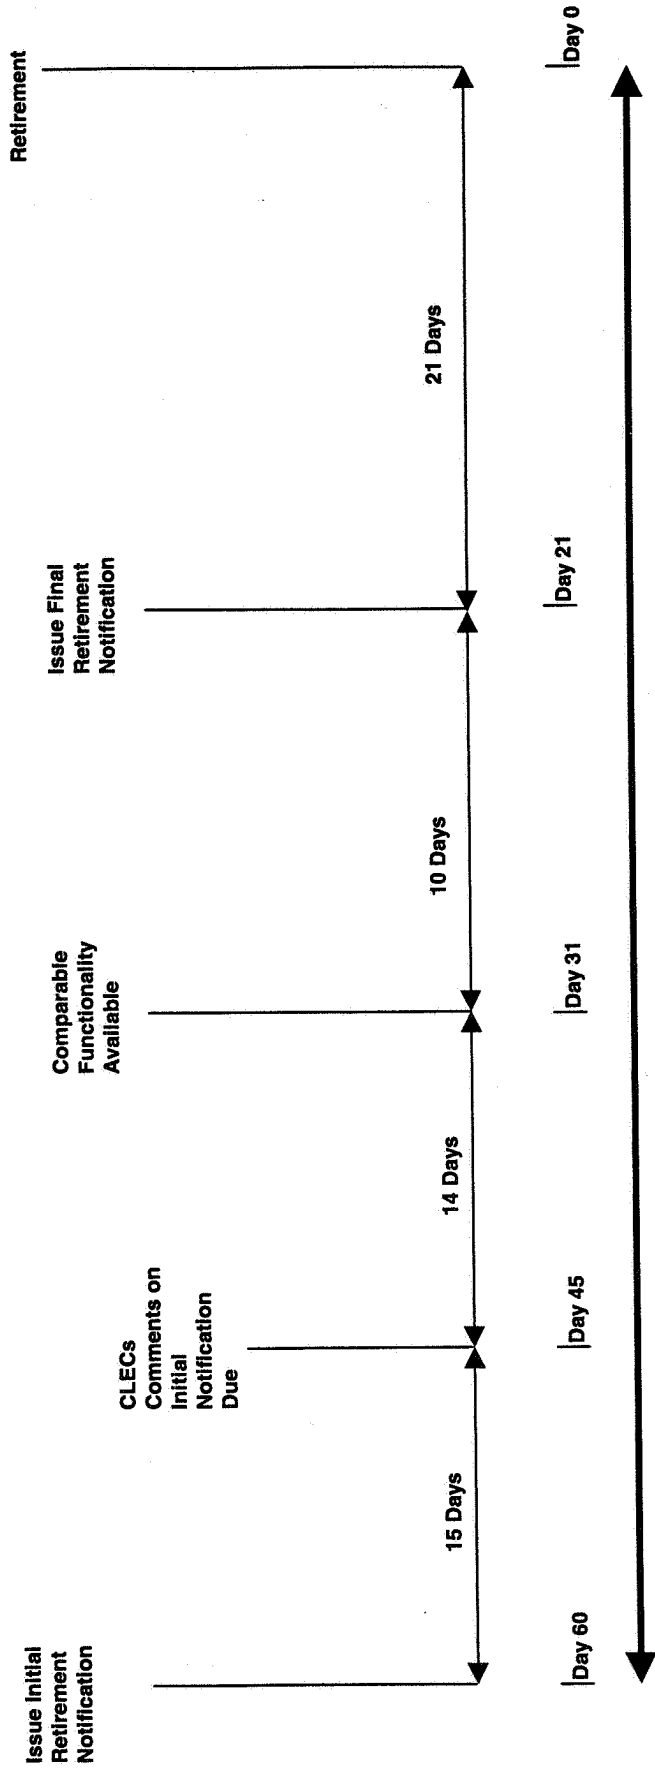 Issue Initial
Retirement
Notification
CLECs
Comments on
Initial
Notification
Due
Comparable
Functionality
Available
Issue Final
Retirement
Notification
Retirement
15 Days
14 Days
10 Days
21 Days
|Day 60
|Day 45
|Day 31
|Day 21
|Day 0